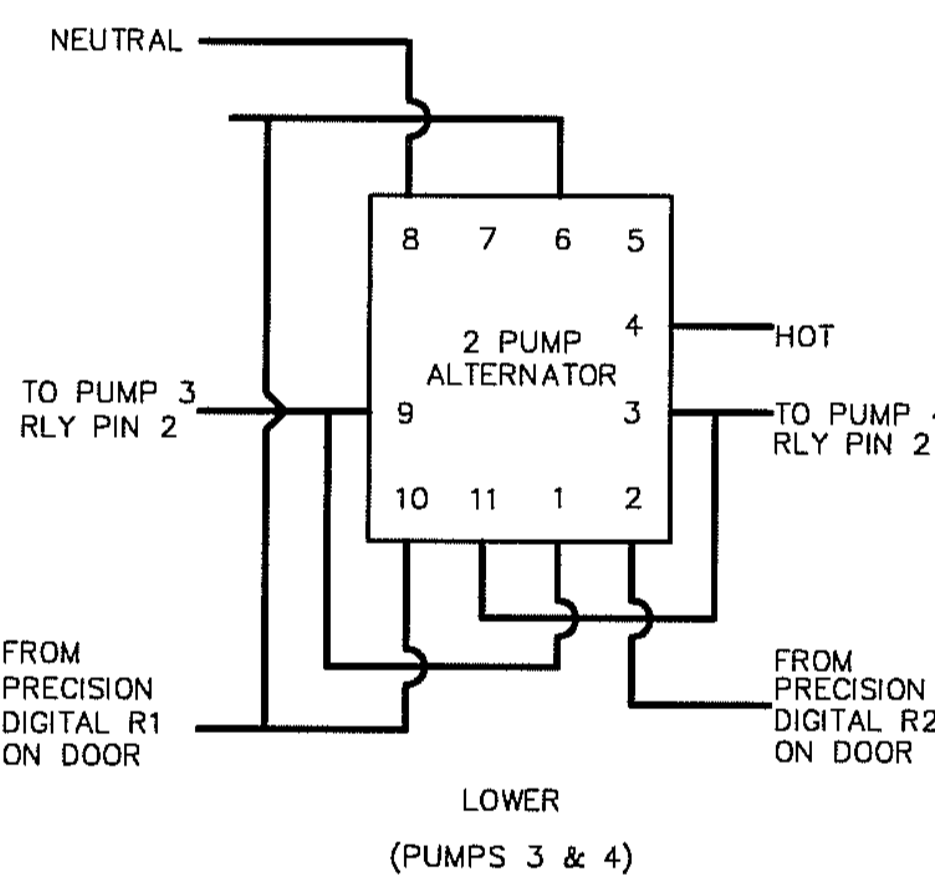 NEUTRAL
8 7 6 5
4
HOT
2 PUMP
ALTERNATOR
TO PUMP 3
RLY PIN 2
9
3
TO PUMP
RLY PIN 2
10 11 1 2
FROM
PRECISION
DIGITAL R1
ON DOOR
FROM
PRECISION
DIGITAL R2
ON DOOR
LOWER
(PUMPS 3 & 4)